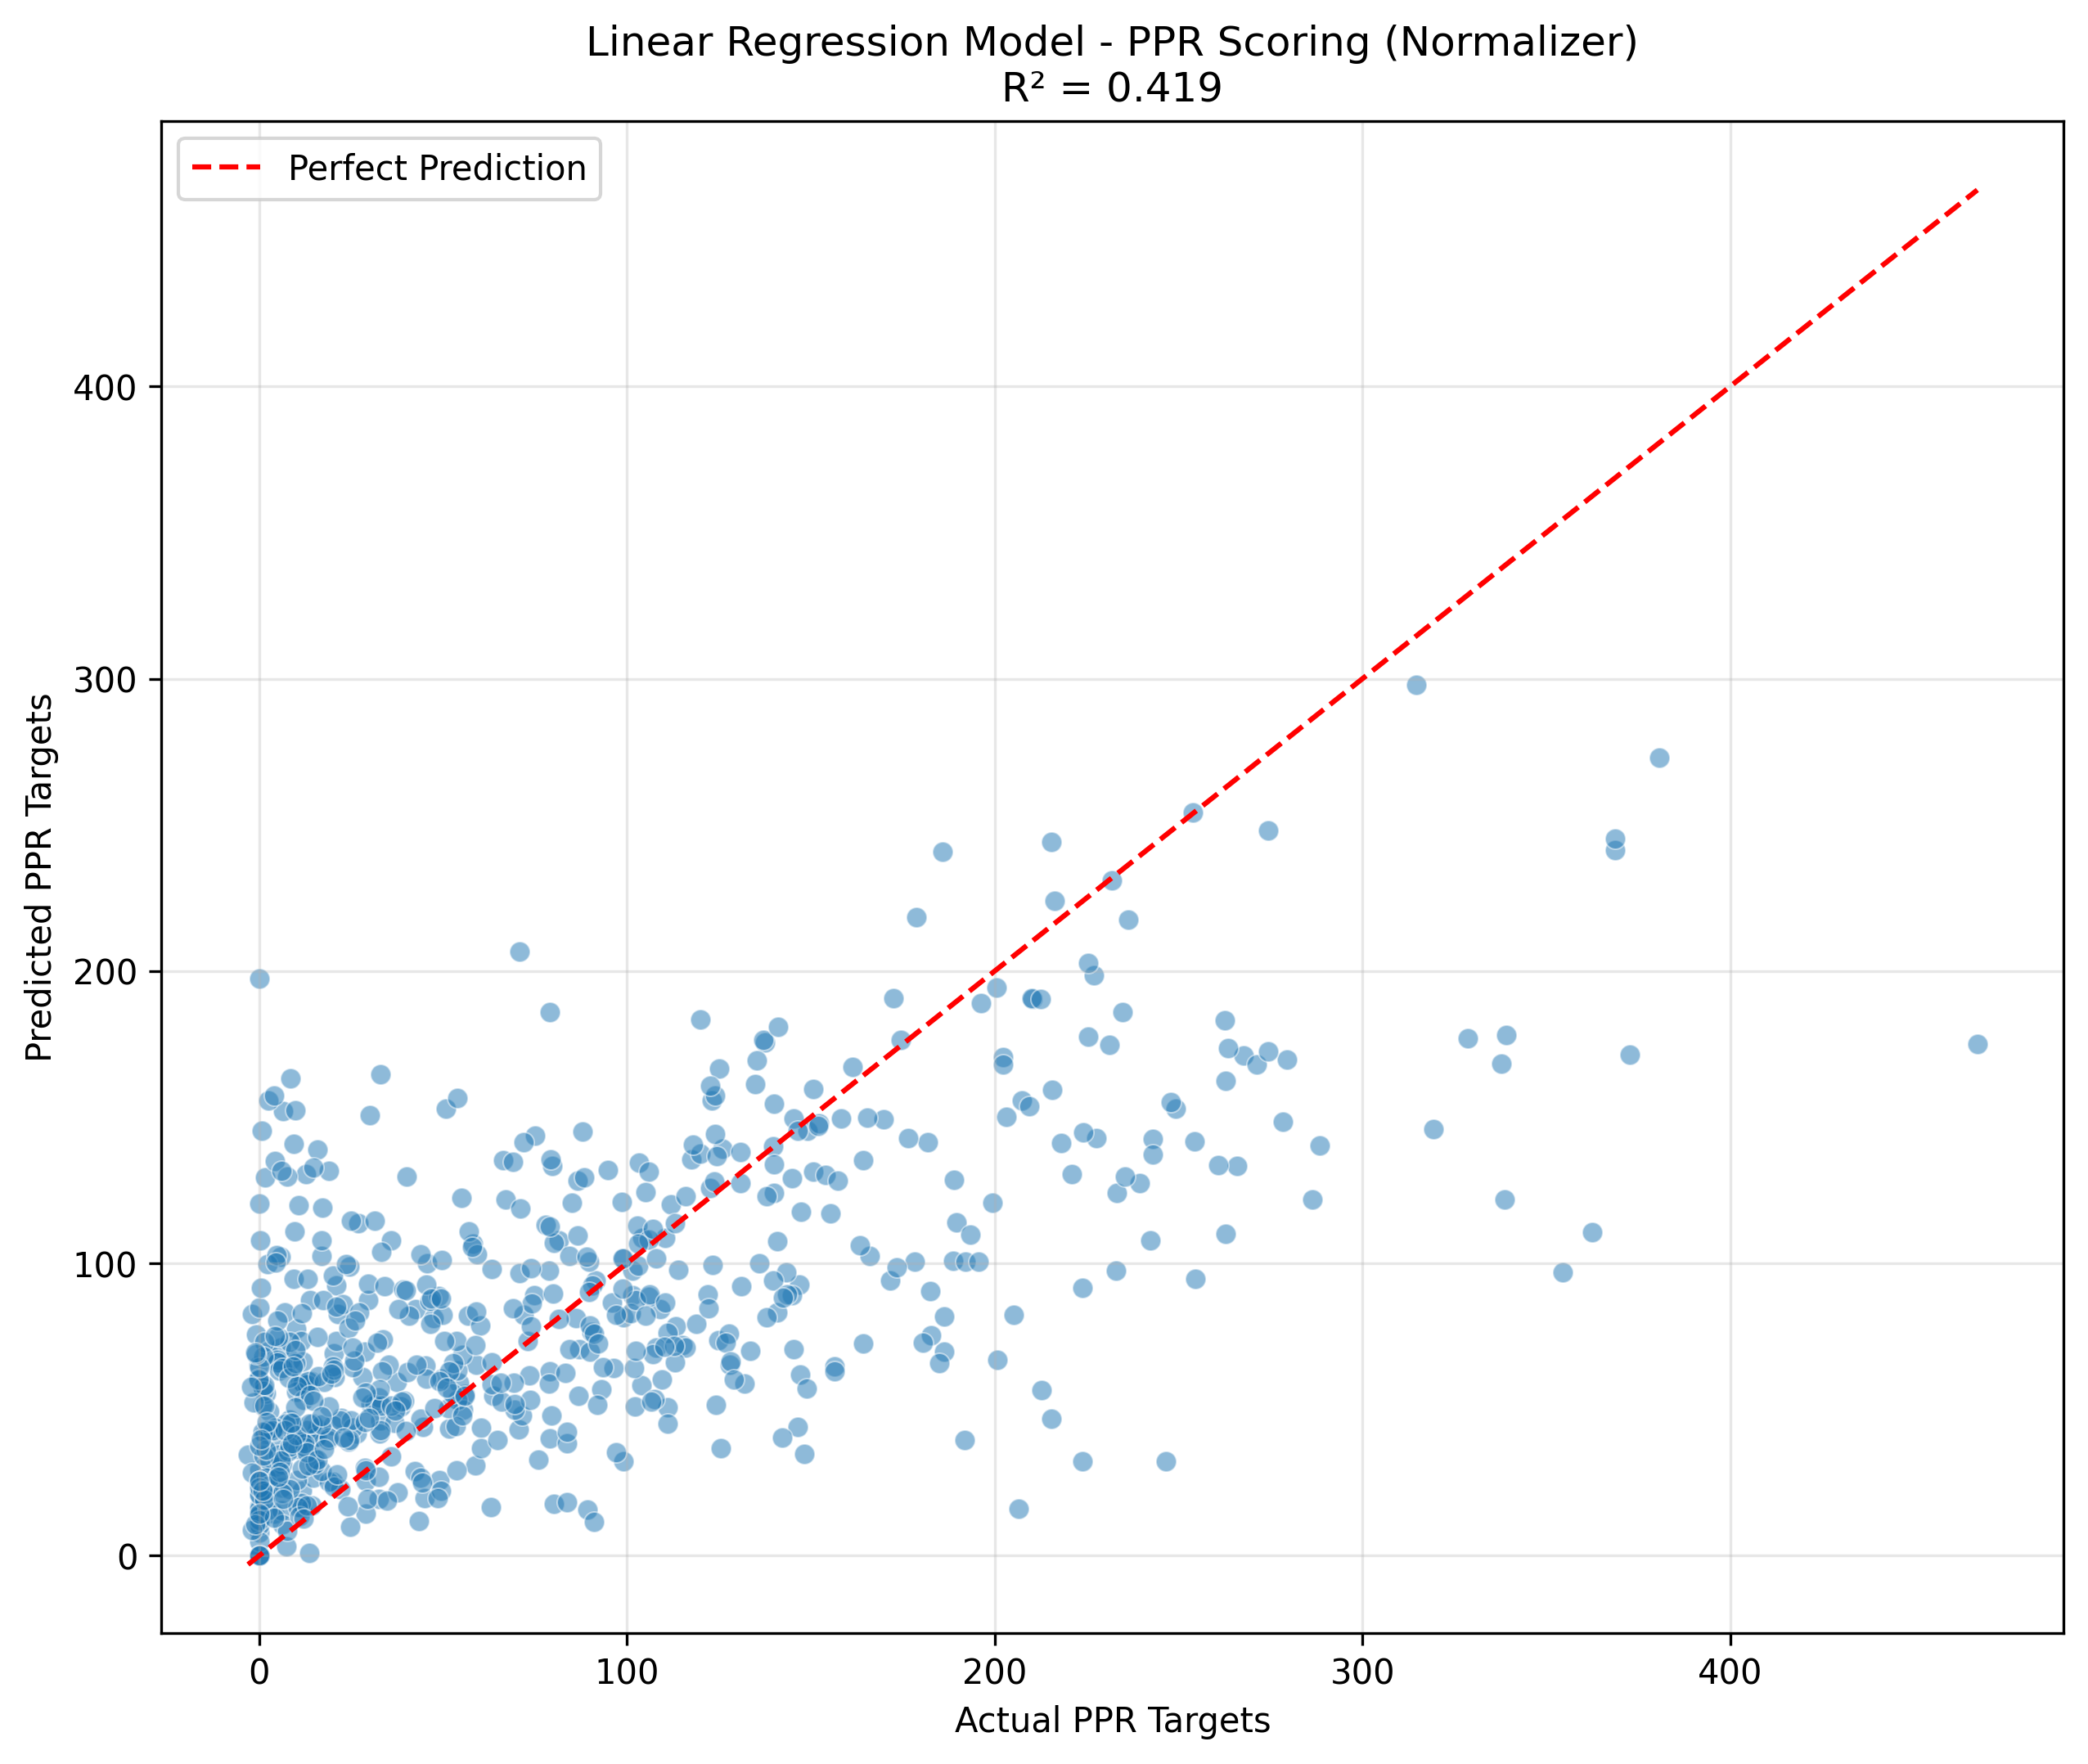 Linear Regression Model - PPR Scoring (Normalizer)
R² = 0.419
Perfect Prediction
Predicted PPR Targets
400
300
200
100
0
0
100
200
300
400
Actual PPR Targets